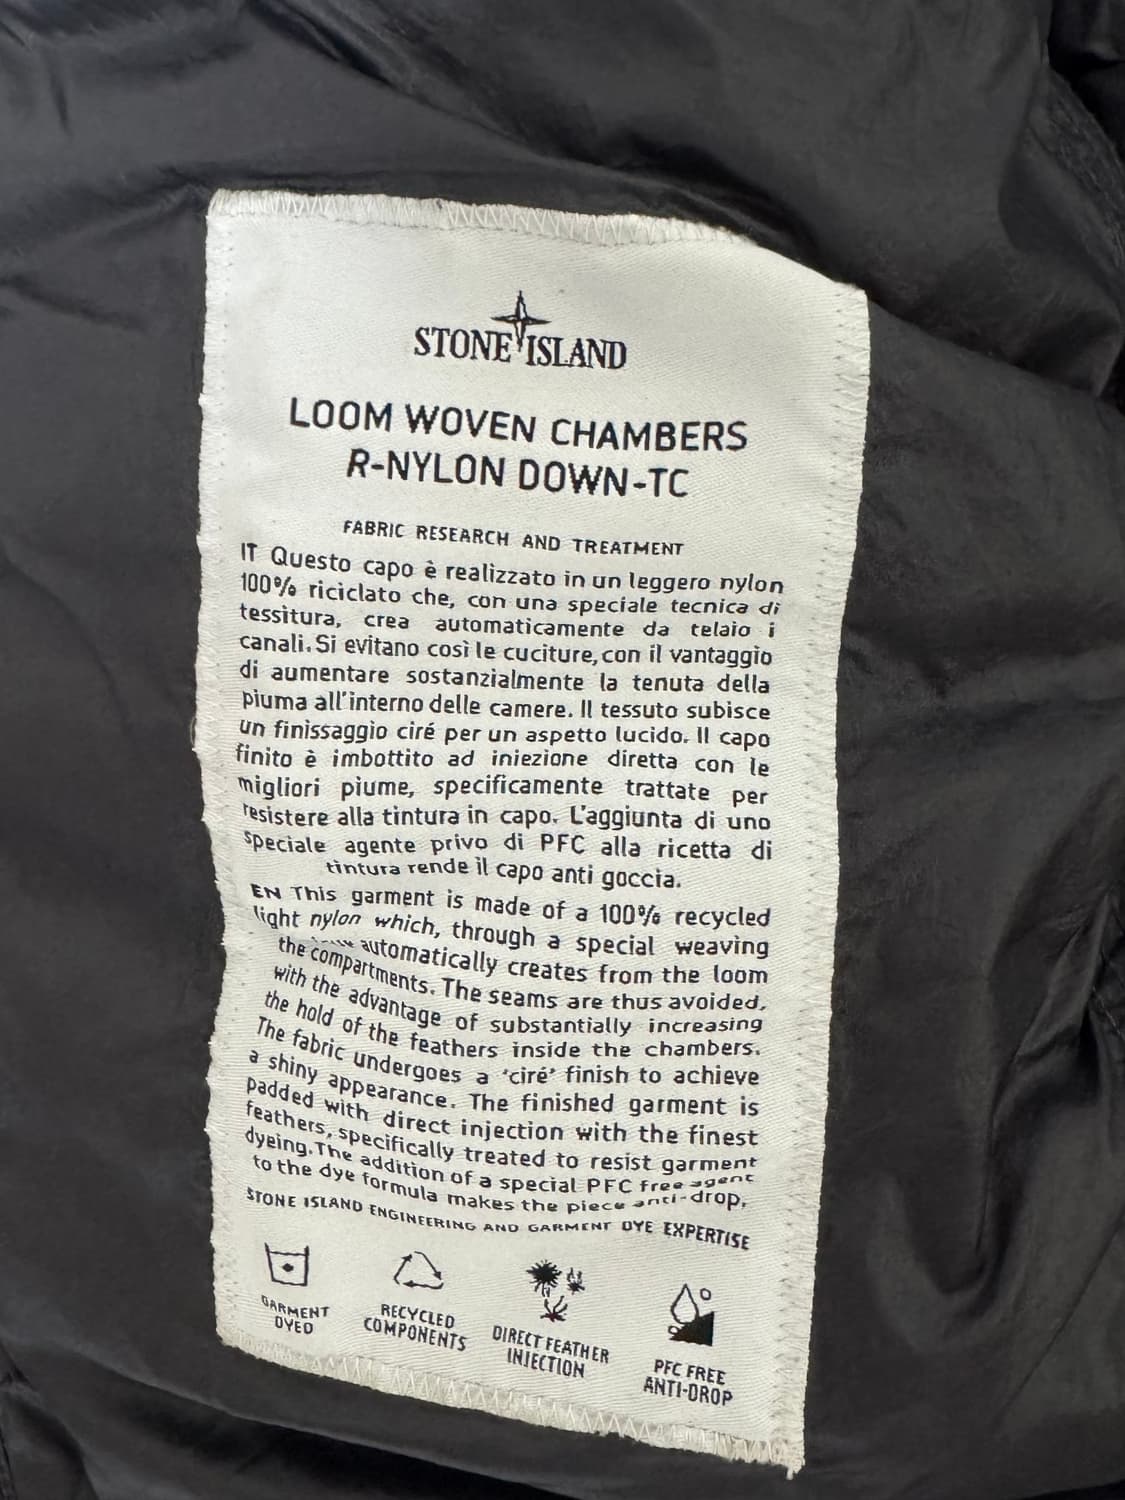 STONE ISLAND
LOOM WOVEN CHAMBERS
R-NYLON DOWN-TC
FABRIC RESEARCH AND TREATMENT
IT Questo capo è realizzato in un leggero nylon
100% riciclato che, con una speciale tecnica di
tessitura, crea automaticamente da telaio i
canali. Si evitano così le cuciture, con il vantaggio
di aumentare sostanzialmente la tenuta della
piuma all'interno delle camere. Il tessuto subisce
un finissaggio ciré per un aspetto lucido. Il capo
finito è imbottito ad iniezione diretta con le
migliori piume, specificamente trattate per
resistere alla tintura in capo. L'aggiunta di uno
speciale agente privo di PFC alla ricetta di
tintura rende il capo anti goccia.
EN This garment is made of a 100% recycled
light nylon which, through a special weaving
automatically creates from the loom
the compartments. The seams are thus avoided,
with the advantage of substantially increasing
the hold of the feathers inside the chambers.
The fabric undergoes a 'ciré' finish to achieve
a shiny appearance. The finished garment is
padded with direct injection with the finest
feathers, specifically treated to resist garment
dyeing. The addition of a special PFC free agent
to the dye formula makes the piece anti-drop.
STONE ISLAND ENGINEERING AND GARMENT DYE EXPERTISE
GARMENT
DYED
RECYCLED
COMPONENTS
DIRECT FEATHER
INJECTION
PFC FREE
ANTI-DROP